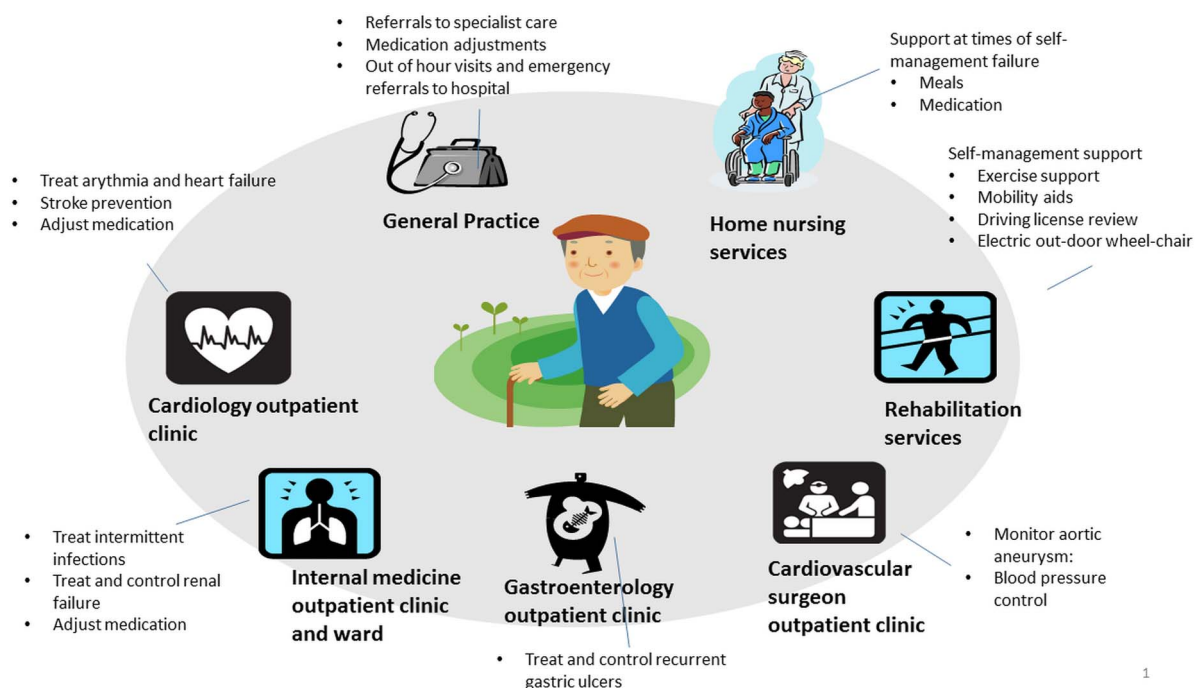 • Referrals to specialist care
• Medication adjustments
• Out of hour visits and emergency
referrals to hospital
Support at times of self-
management failure
• Meals
• Medication
Self-management support
• Exercise support
• Mobility aids
• Driving license review
• Electric out-door wheel-chair
• Treat arythmia and heart failure
• Stroke prevention
• Adjust medication
General Practice
Home nursing
services
Cardiology outpatient
clinic
Rehabilitation
services
• Treat intermittent
infections
• Treat and control renal
failure
• Adjust medication
Internal medicine
outpatient clinic
and ward
Gastroenterology
outpatient clinic
Cardiovascular
surgeon
outpatient clinic
• Monitor aortic
aneurysm:
• Blood pressure
control
• Treat and control recurrent
gastric ulcers
1